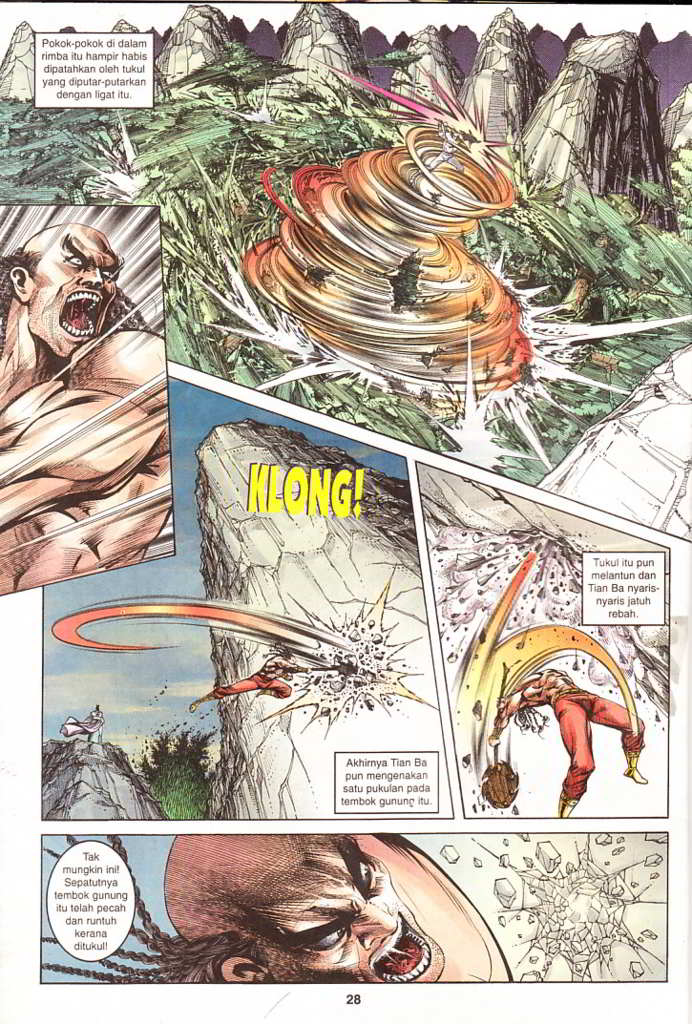 Pokok-pokok di dalam
rimba itu hampir habis
dipatahkan oleh tukul
yang diputar-putarkan
dengan ligat itu.
KLONG!
Tukul itu pun
melantun dan
Tian Ba nyaris-
nyaris jatuh
rebah.
Akhirnya Tian Ba
pun mengenakan
satu pukulan pada
tembok gunung itu.
Tak
mungkin ini!
Sepatutnya
tembok gunung
itu telah pecah
dan runtuh
kerana
ditukul!
28